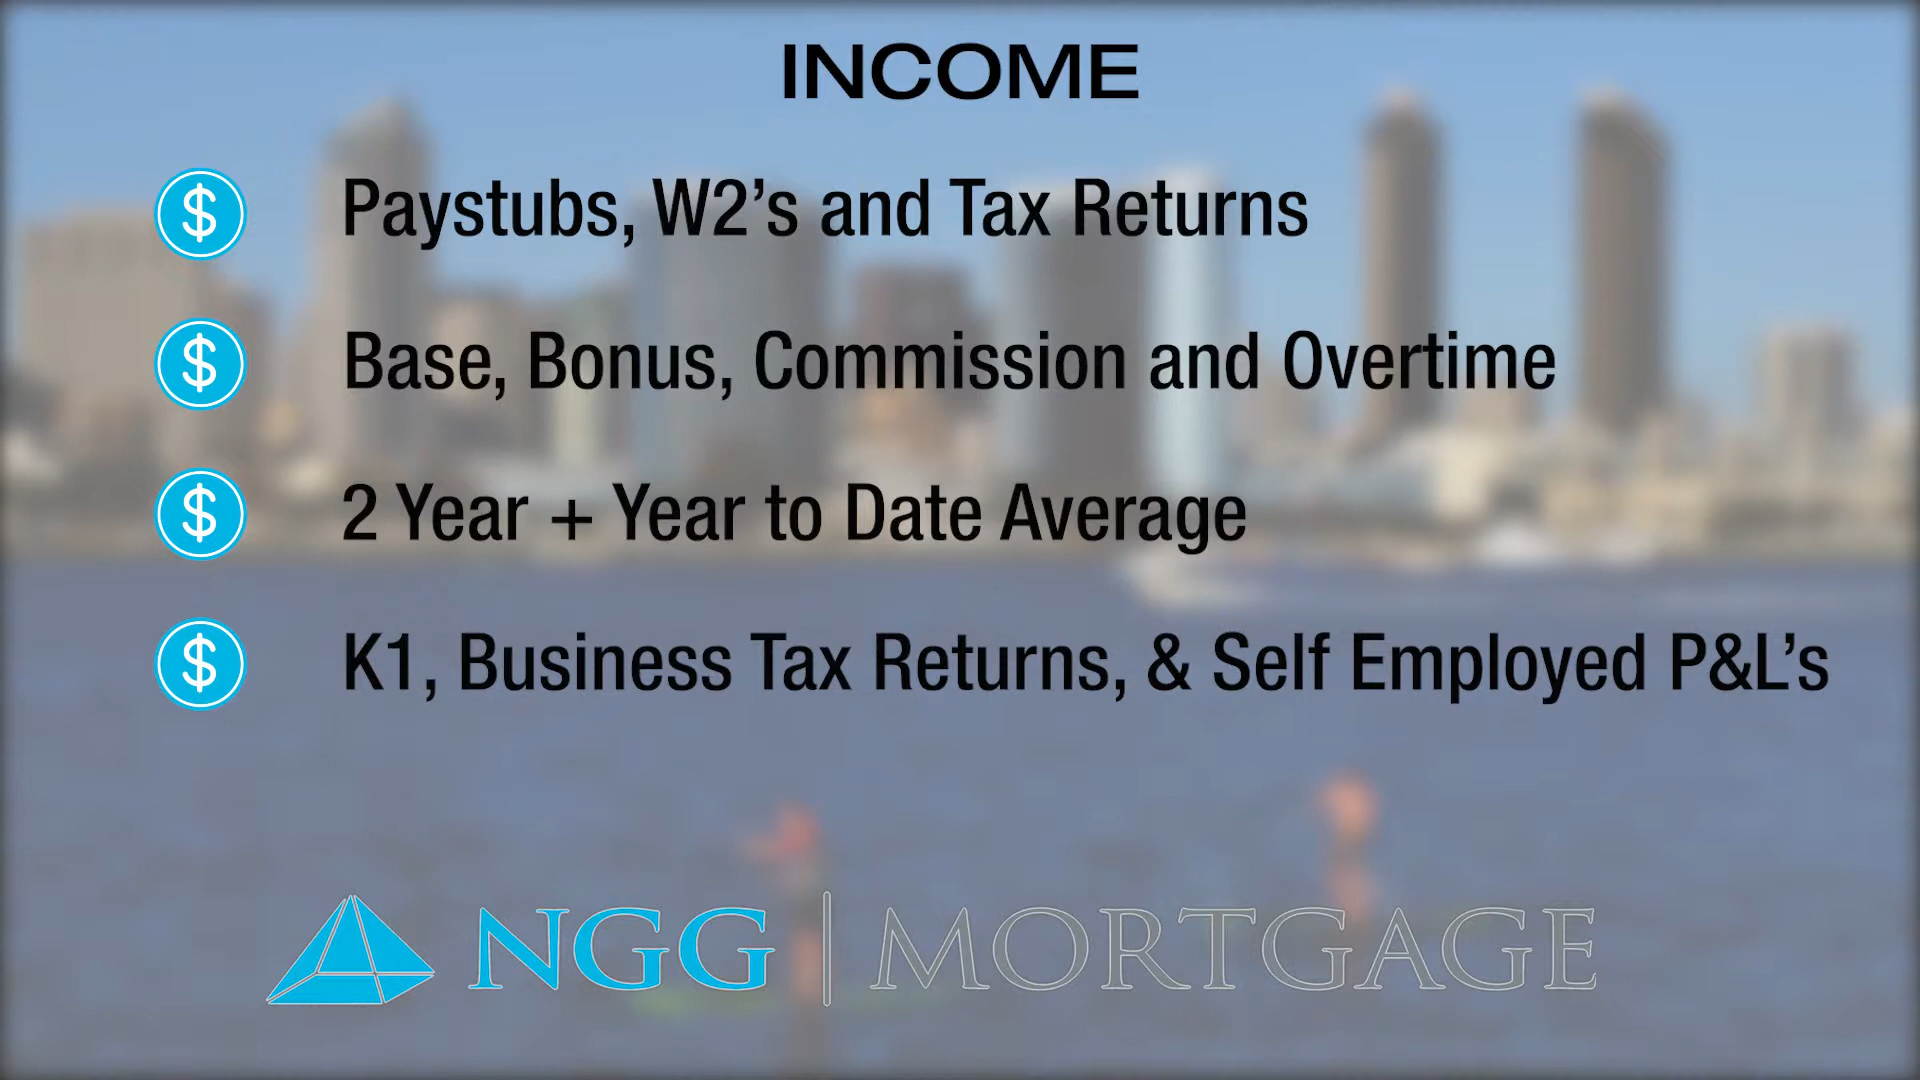 INCOME
Paystubs, W2’s and Tax Returns
Base, Bonus, Commission and Overtime
2 Year + Year to Date Average
K1, Business Tax Returns, & Self Employed P&L’s
NGG | MORTGAGE